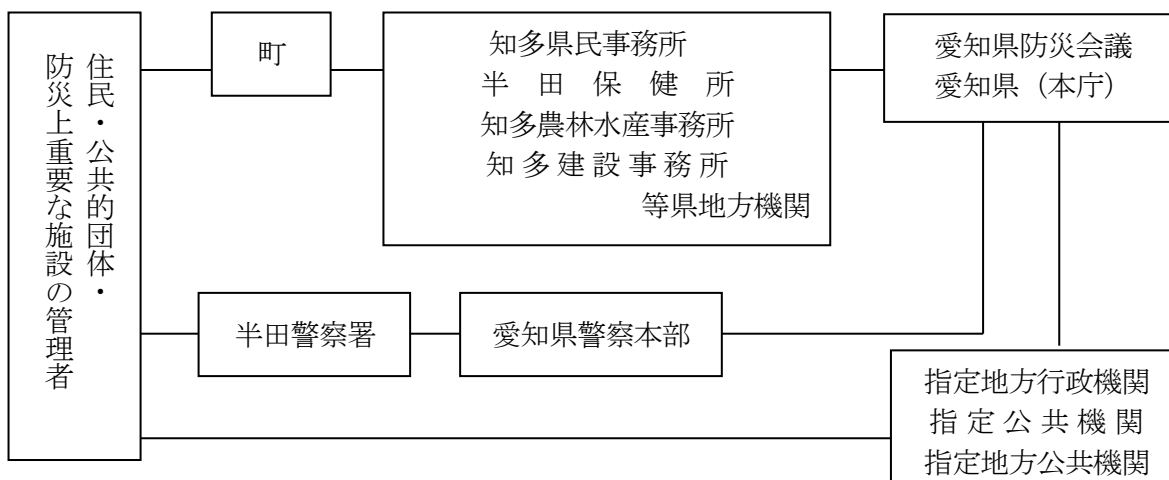 住民・公共的団体・
防災上重要な施設の管理者
町
知多県民事務所
半田保健所
知多農林水産事務所
知多建設事務所
等県地方機関
愛知県防災会議
愛知県（本庁）
半田警察署
愛知県警察本部
指定地方行政機関
指定公共機関
指定地方公共機関